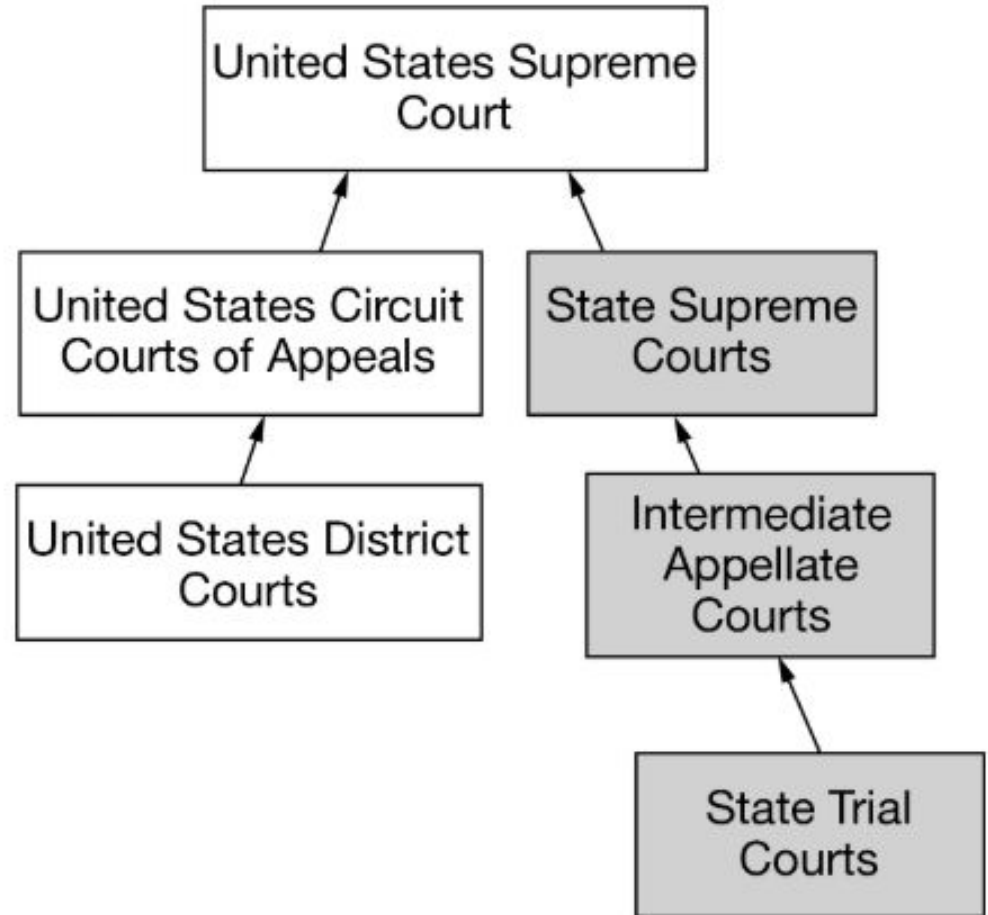 United States Supreme
Court
United States Circuit
Courts of Appeals
State Supreme
Courts
United States District
Courts
Intermediate
Appellate
Courts
State Trial
Courts